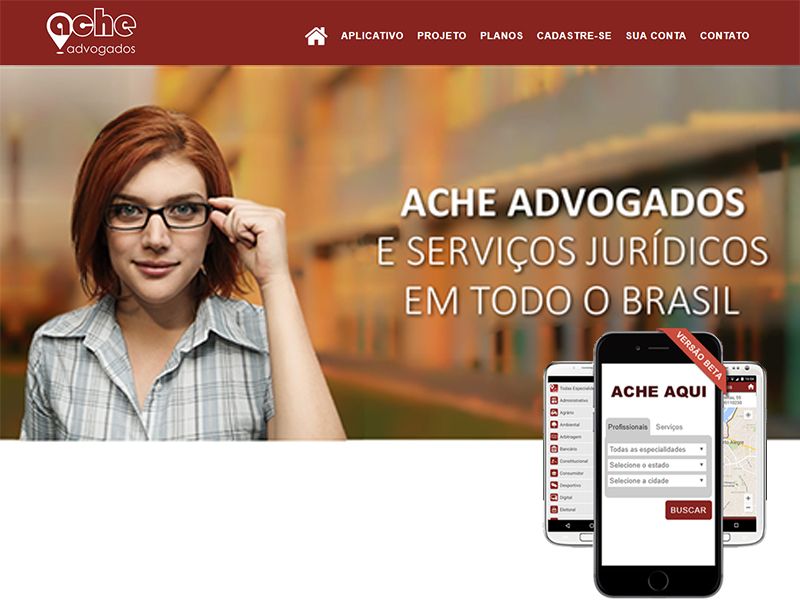 ache
advogados
APLICATIVO PROJETO PLANOS CADASTRE-SE SUA CONTA CONTATO
ACHE ADVOGADOS
E SERVIÇOS JURÍDICOS
EM TODO O BRASIL
VERSÃO BETA
ACHE AQUI
Profissionais Serviços
Todas as especialidades
Selecione o estado
Selecione a cidade
BUSCAR
Administrativo
Agrário
Ambiental
Arbitragem
Bancário
Constitucional
Consumidor
Desportivo
Digital
Eleitoral